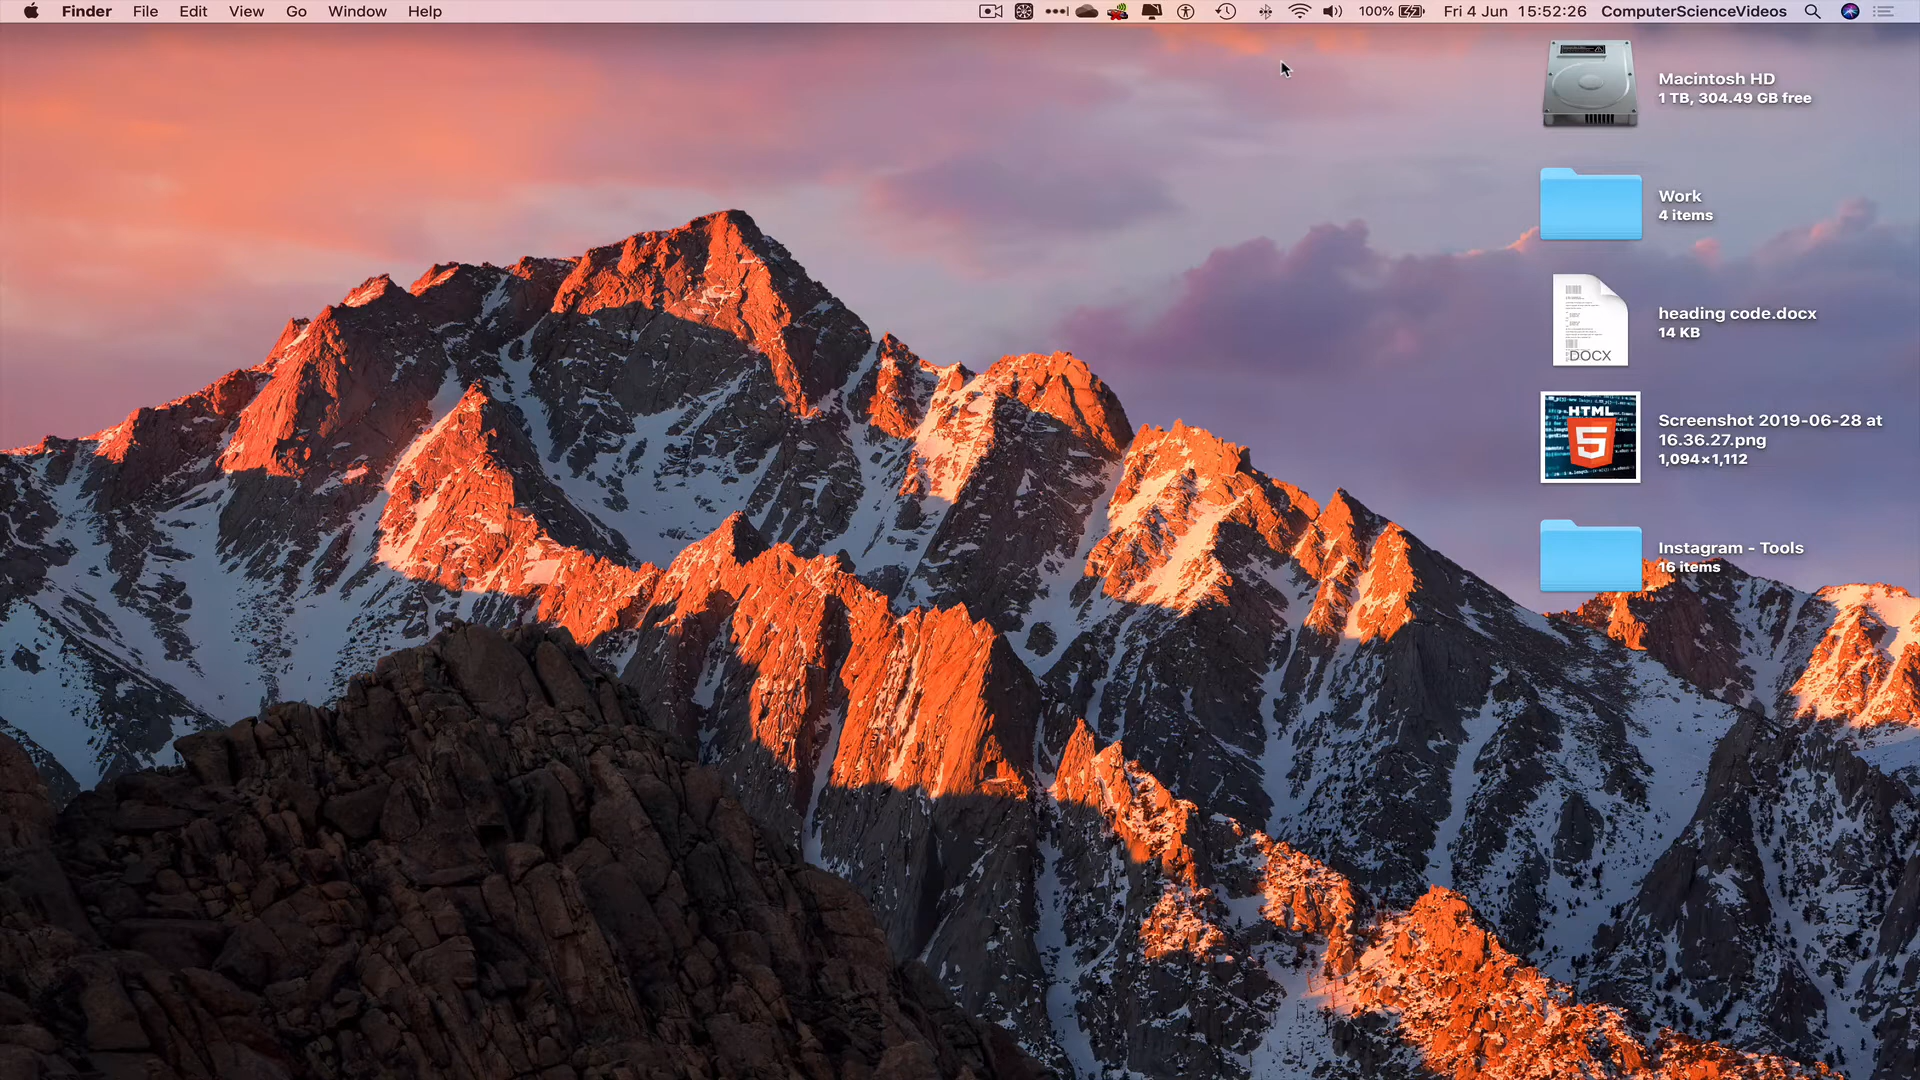 Finder File Edit View Go Window Help
100% Fri 4 Jun 15:52:26 ComputerScienceVideos
Macintosh HD
1 TB, 304.49 GB free
Work
4 items
heading code.docx
14 KB
DOCX
HTML
5
Screenshot 2019-06-28 at
16.36.27.png
1,094×1,112
Instagram - Tools
16 items